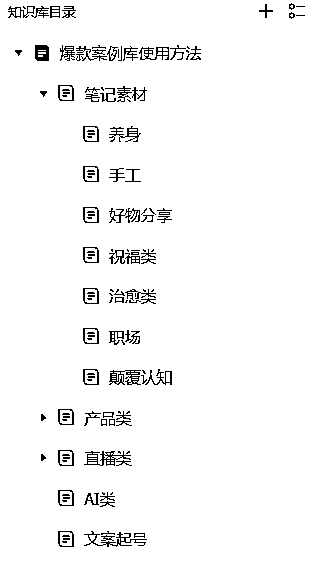 知识库目录
爆款案例库使用方法
笔记素材
养身
手工
好物分享
祝福类
治愈类
职场
颠覆认知
产品类
直播类
AI类
文案起号